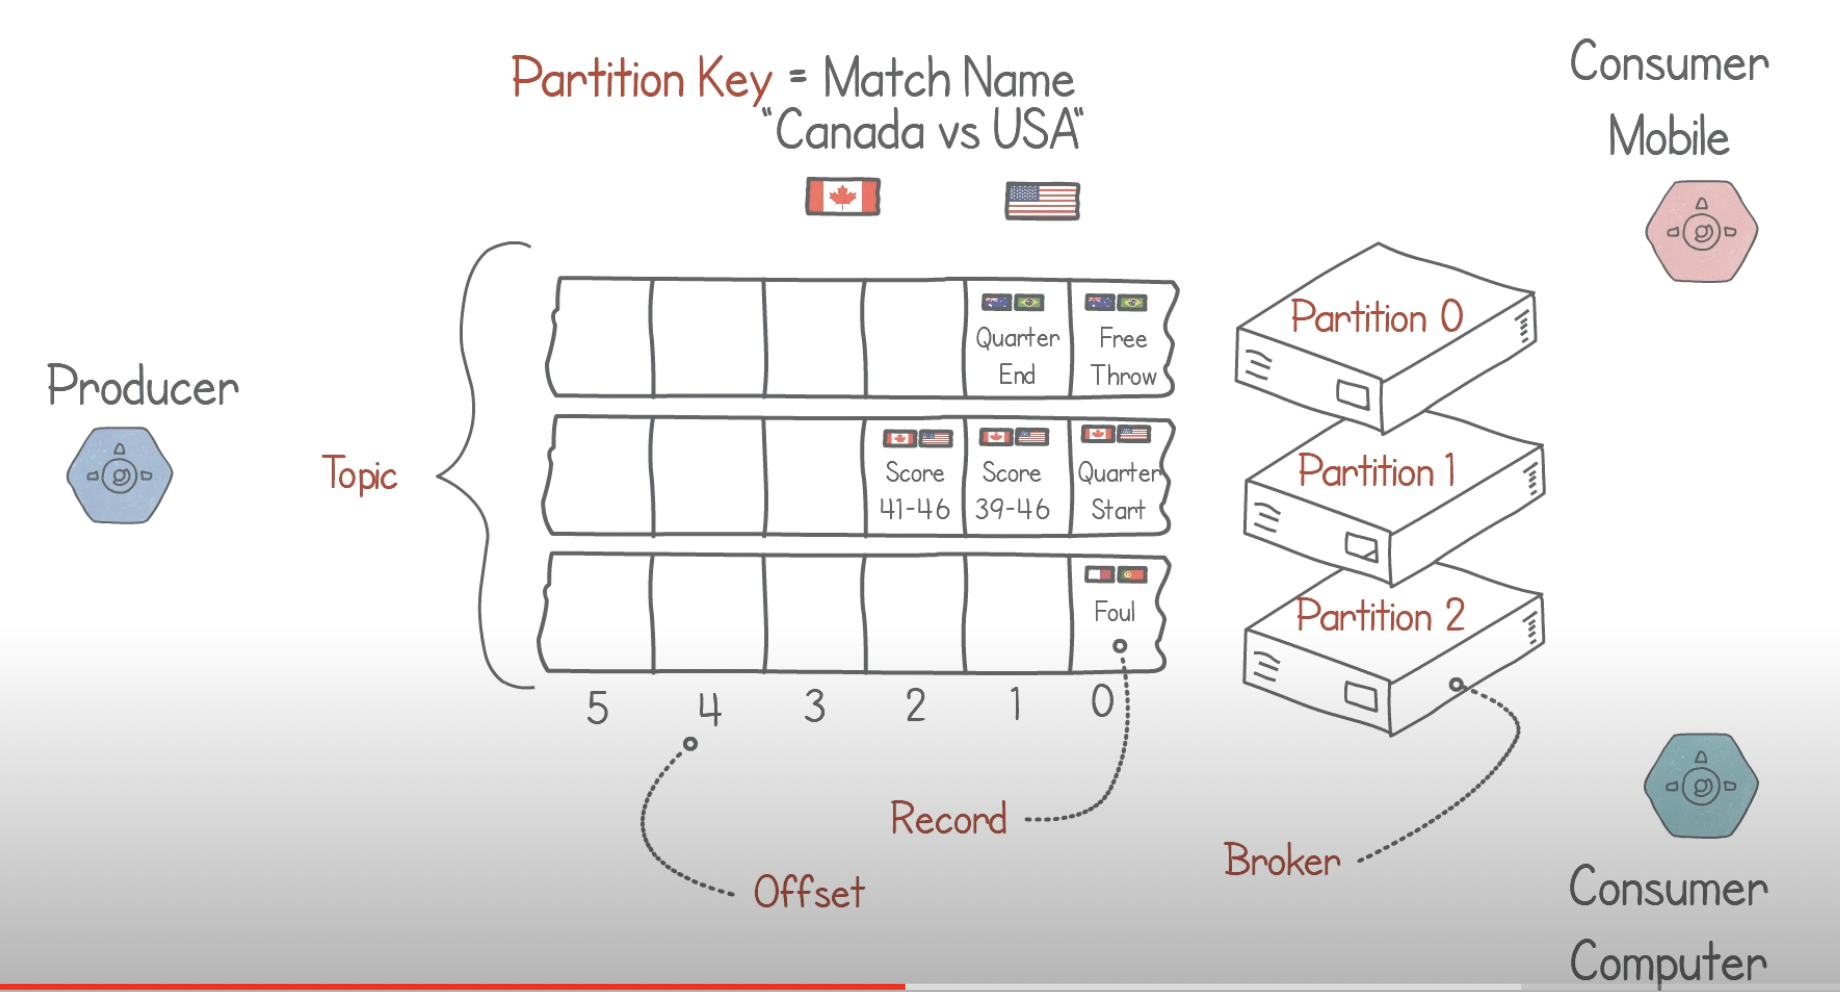 Partition Key = Match Name
"Canada vs USA"
Consumer
Mobile
Producer
Topic
Quarter
End
Free
Throw
Partition 0
Score
41-46
Score
39-46
Quarter
Start
Partition 1
Foul
Partition 2
5 4 3 2 1 0
Record
Offset
Broker
Consumer
Computer